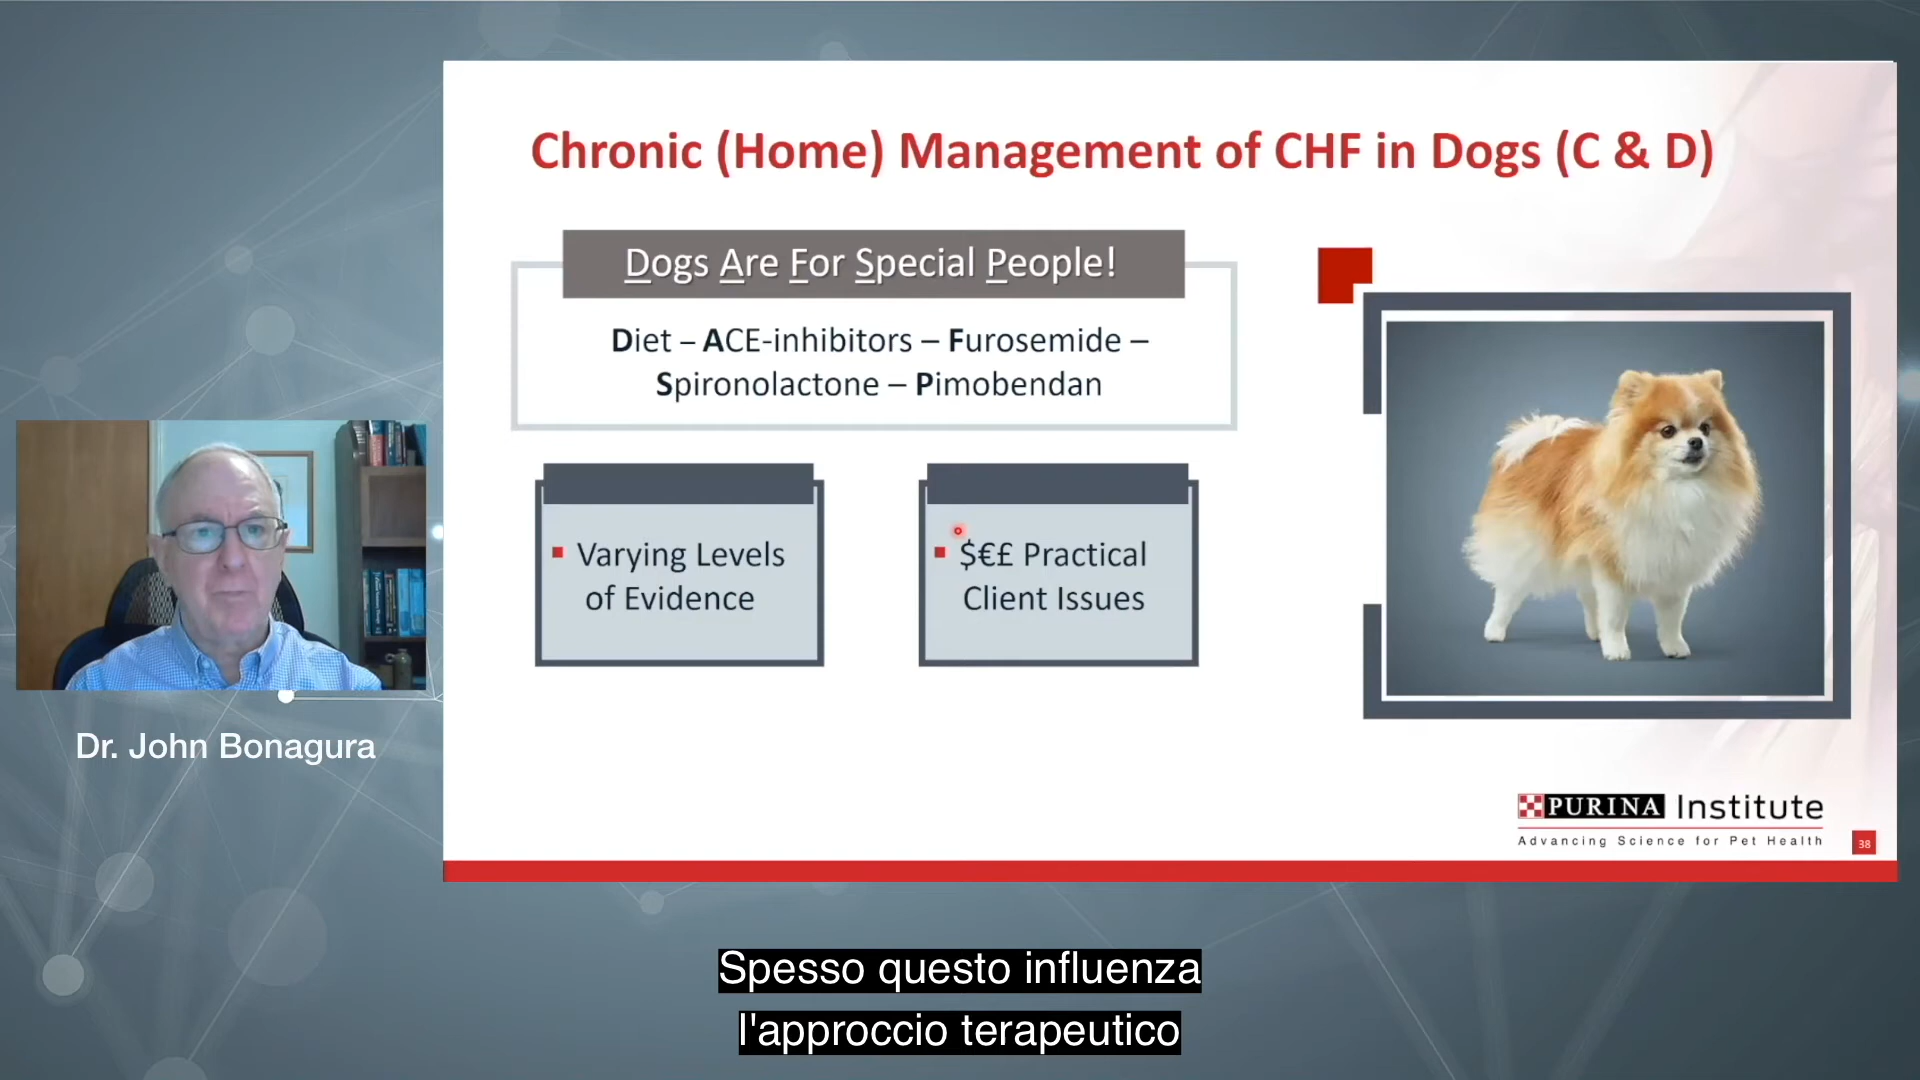 Chronic (Home) Management of CHF in Dogs (C & D)
Dogs Are For Special People!
Diet – ACE-inhibitors – Furosemide –
Spironolactone – Pimobendan
Varying Levels
of Evidence
$€£ Practical
Client Issues
Dr. John Bonagura
PURINA Institute
Advancing Science for Pet Health
38
Spesso questo influenza
l'approccio terapeutico